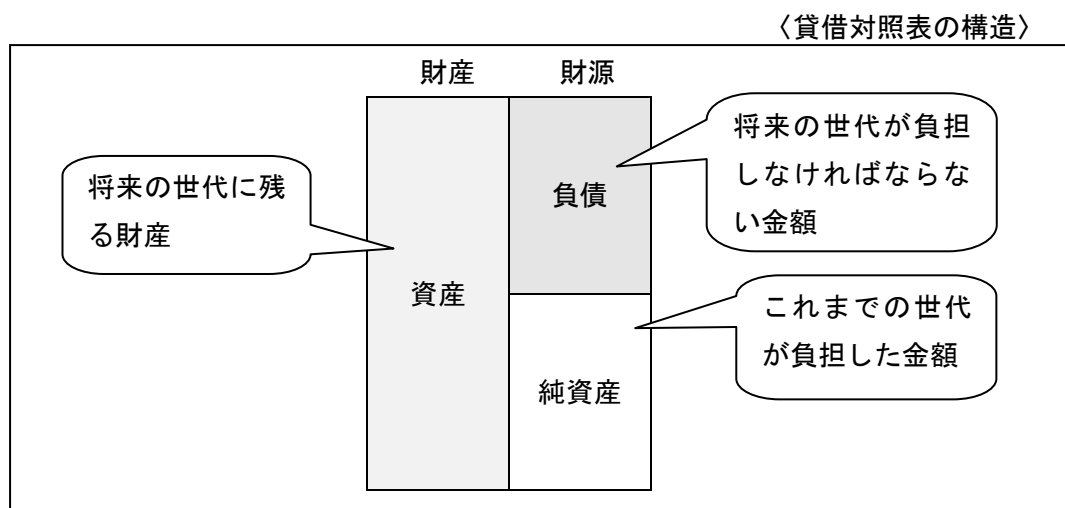 〈貸借対照表の構造〉
財産 財源
将来の世代に残
る財産
資産
負債
将来の世代が負担
しなければならな
い金額
純資産
これまでの世代
が負担した金額